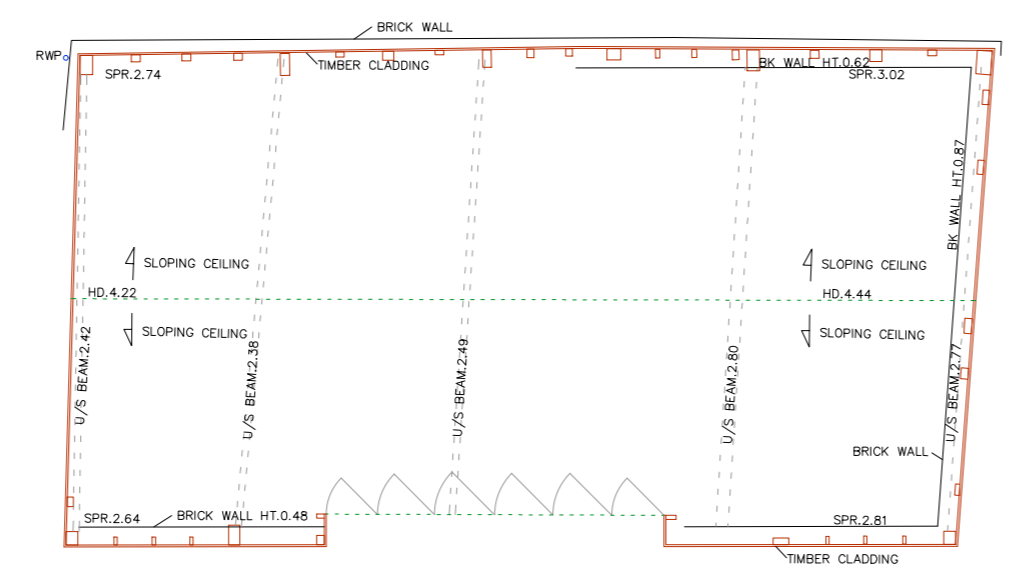 BRICK WALL
RWP
TIMBER CLADDING
BK WALL HT.0.62
SPR.2.74
SPR.3.02
BK WALL HT.0.87
SLOPING CEILING
SLOPING CEILING
HD.4.22
HD.4.44
SLOPING CEILING
SLOPING CEILING
U/S BEAM:2.42
U/S BEAM:2.38
U/S BEAM:2.49
U/S BEAM:2.80
U/S BEAM:2.77
BRICK WALL
SPR.2.64
BRICK WALL HT.0.48
SPR.2.81
TIMBER CLADDING